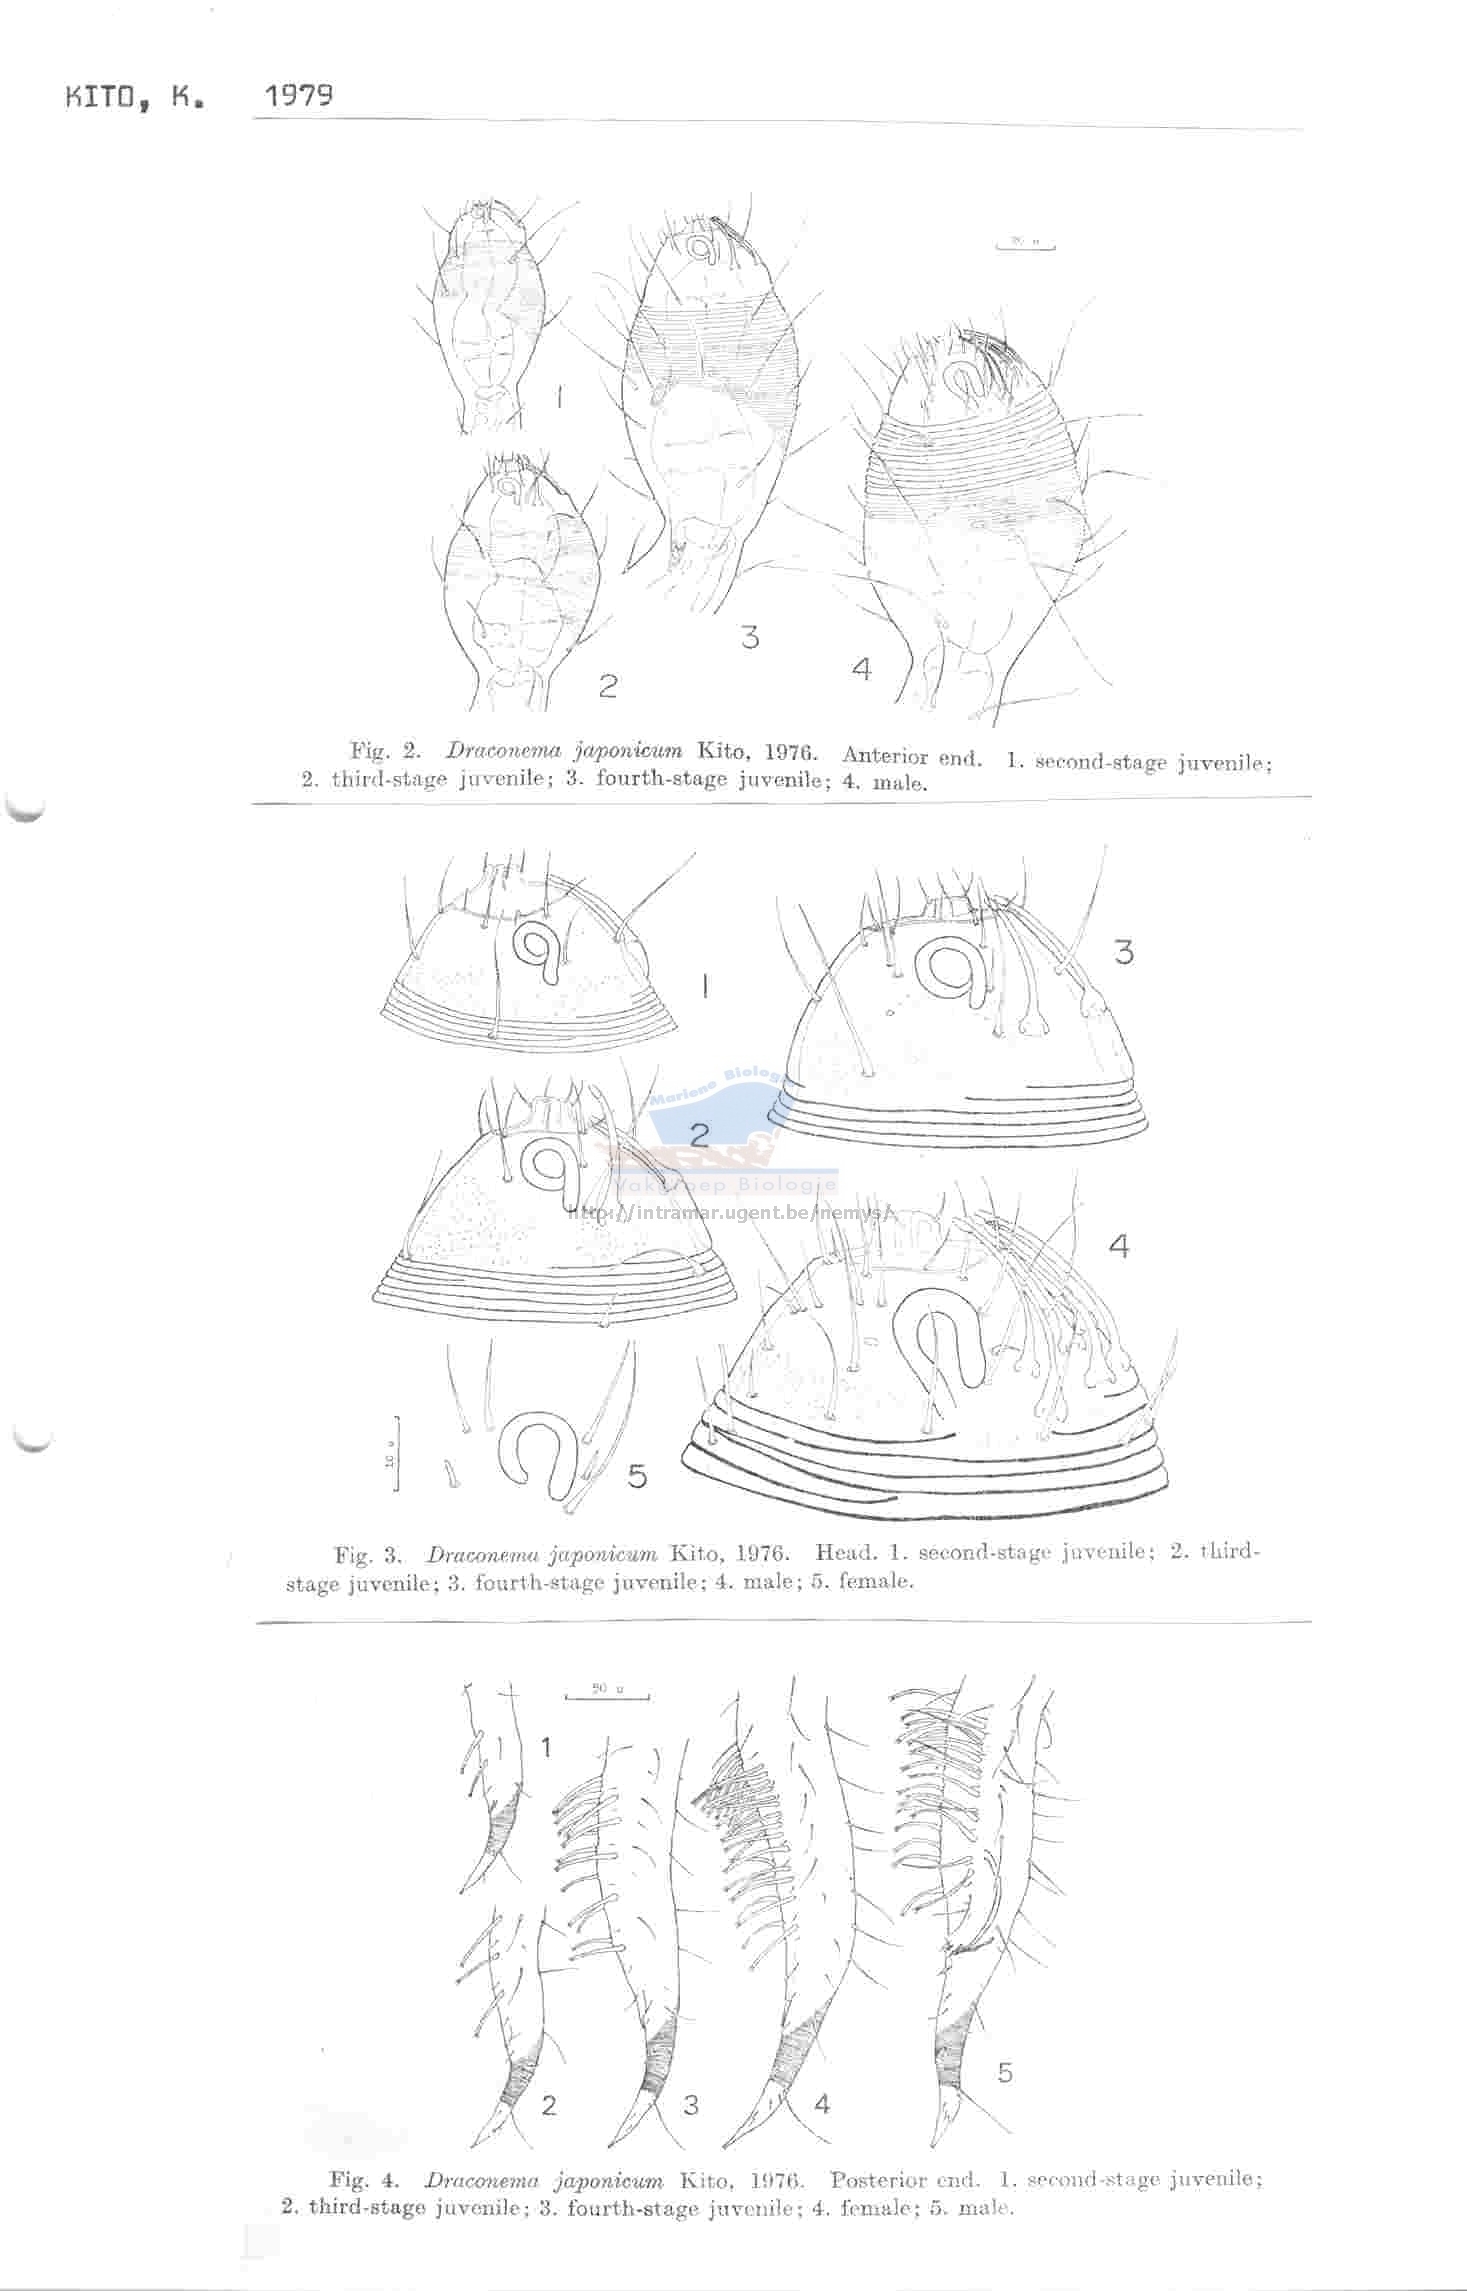 KITO, K. 1979
1
2
3
4
Fig. 2. Draconema japonicum Kito, 1976. Anterior end. 1. second-stage juvenile;
2. third-stage juvenile; 3. fourth-stage juvenile; 4. male.
1
3
Mariene Biologie
2
Vakgroep Biologie
http://intramar.ugent.be/nemys/
4
10 u
5
Fig. 3. Draconema japonicum Kito, 1976. Head. 1. second-stage juvenile; 2. third-
stage juvenile; 3. fourth-stage juvenile; 4. male; 5. female.
50 u
1
2
3
4
5
Fig. 4. Draconema japonicum Kito, 1976. Posterior end. 1. second-stage juvenile;
2. third-stage juvenile; 3. fourth-stage juvenile; 4. female; 5. male.